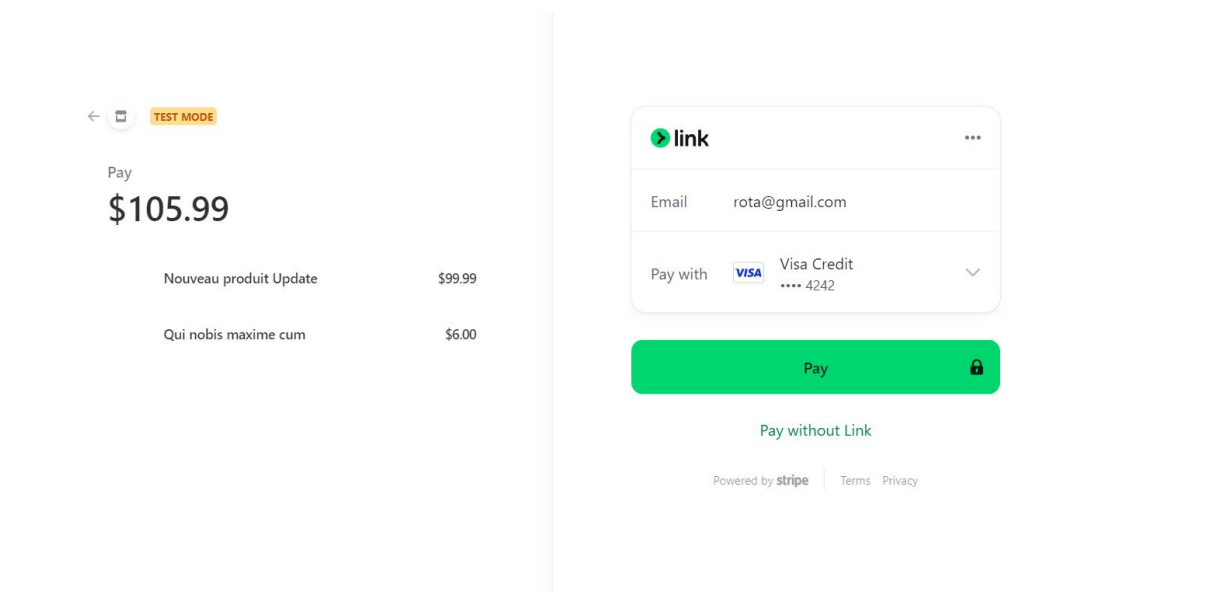 TEST MODE
Pay
$105.99
Nouveau produit Update $99.99
Qui nobis maxime cum $6.00
link
Email rota@gmail.com
Pay with VISA Visa Credit
•••• 4242
Pay
Pay without Link
Powered by stripe Terms Privacy